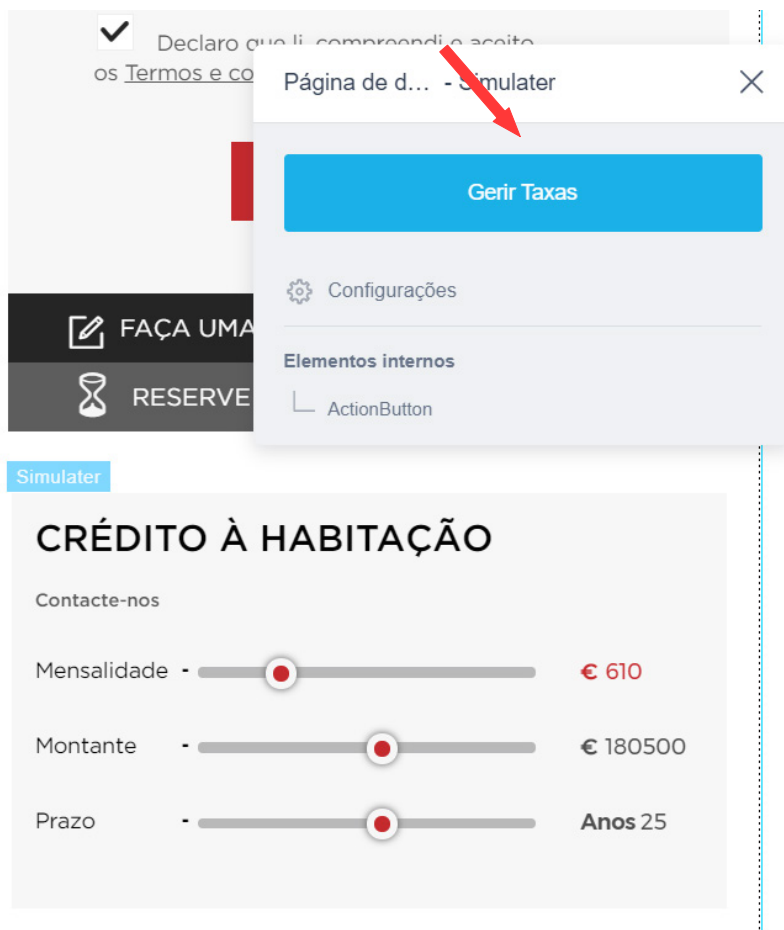 Declaro que li, compreendi e aceito
os Termos e co
Página de d... - Simulater
Gerir Taxas
Configurações
FAÇA UMA
Elementos internos
RESERVE
ActionButton
Simulater
CRÉDITO À HABITAÇÃO
Contacte-nos
Mensalidade - € 610
Montante - € 180500
Prazo - Anos 25